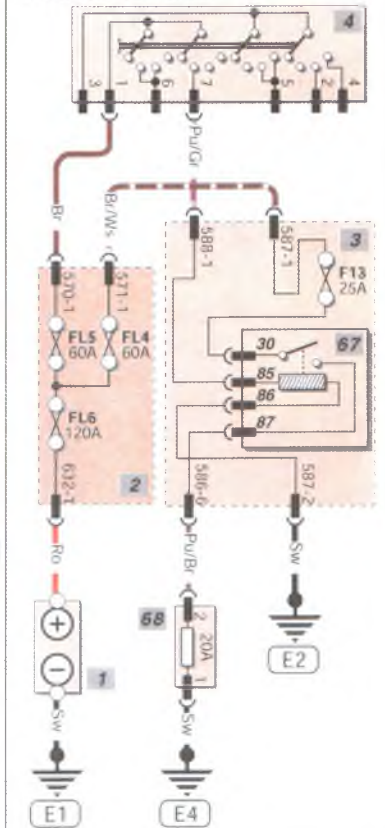 4
3 1 6 7 5 2 4
Br
Pu/Gr
Br/Ws
570-1
571-1
588-1
587-1
3
F13
25A
FL5
60A
FL4
60A
FL6
120A
632-1
2
67
30
85
86
87
586-6
587-2
Ro
Pu/Br
Sw
68
2
20A
1
E2
+
−
1
Sw
Sw
E1
E4